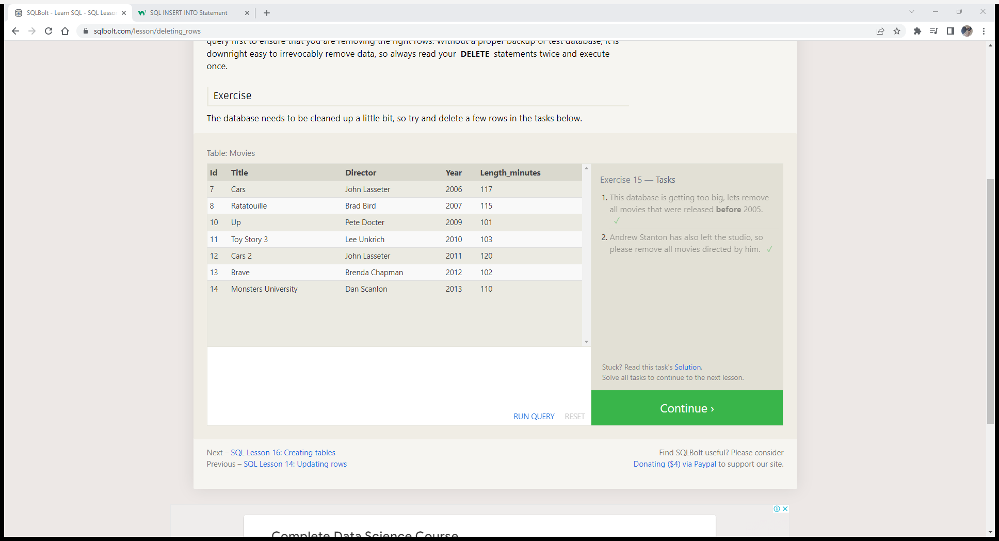 SQLBolt - Learn SQL - SQL Lesson
SQL INSERT INTO Statement
sqlbolt.com/lesson/deleting_rows
query first to ensure that you are removing the right rows. Without a proper backup or test database, it is
downright easy to irrevocably remove data, so always read your DELETE statements twice and execute
once.
Exercise
The database needs to be cleaned up a little bit, so try and delete a few rows in the tasks below.
Table: Movies
Id Title Director Year Length_minutes
7 Cars John Lasseter 2006 117
8 Ratatouille Brad Bird 2007 115
10 Up Pete Docter 2009 101
11 Toy Story 3 Lee Unkrich 2010 103
12 Cars 2 John Lasseter 2011 120
13 Brave Brenda Chapman 2012 102
14 Monsters University Dan Scanlon 2013 110
RUN QUERY RESET
Exercise 15 — Tasks
1. This database is getting too big, lets remove
all movies that were released before 2005.
✓
2. Andrew Stanton has also left the studio, so
please remove all movies directed by him. ✓
Stuck? Read this task's Solution.
Solve all tasks to continue to the next lesson.
Continue ›
Next – SQL Lesson 16: Creating tables
Previous – SQL Lesson 14: Updating rows
Find SQLBolt useful? Please consider
Donating ($4) via Paypal to support our site.
Complete Data Science Course